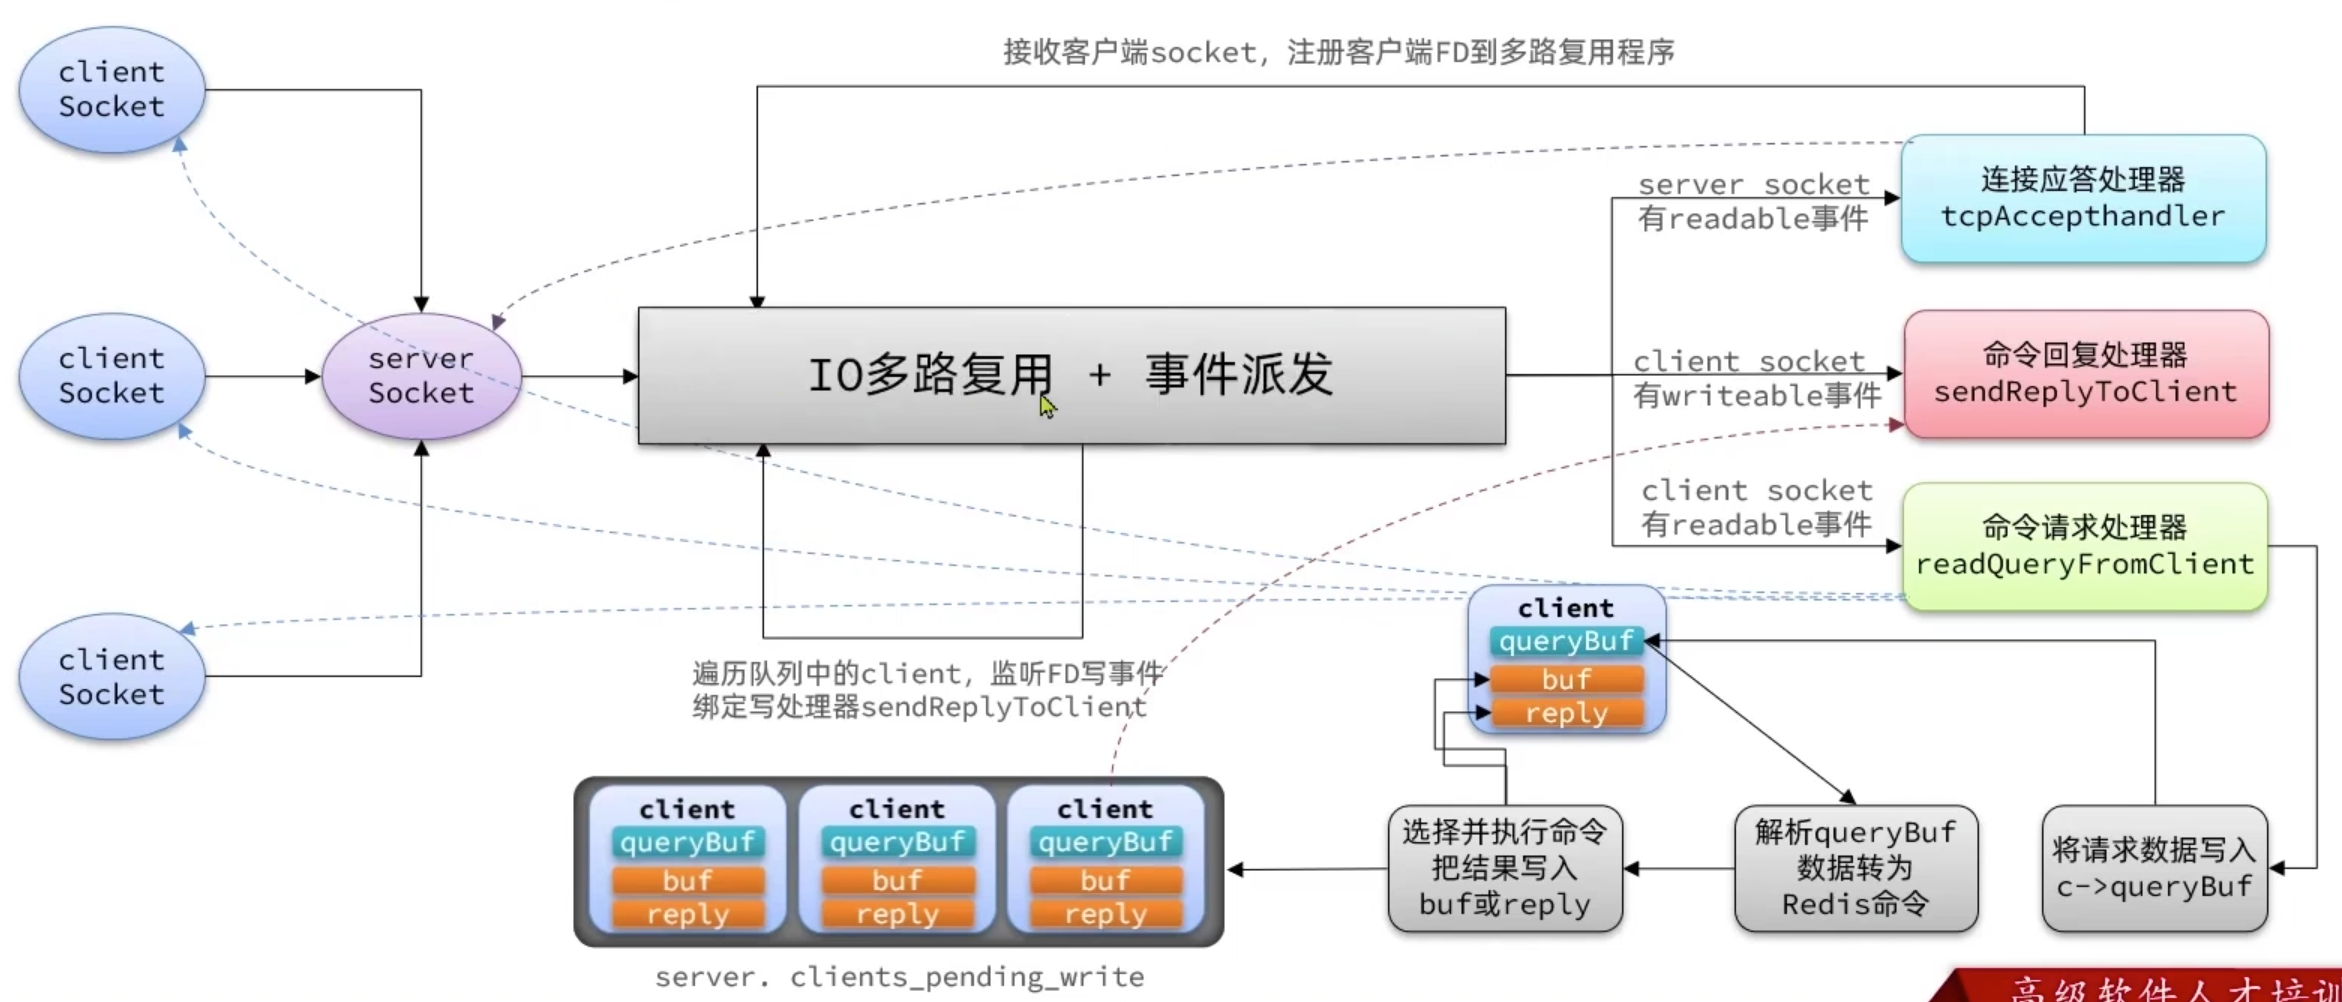 接收客户端socket，注册客户端FD到多路复用程序
client
Socket
连接应答处理器
tcpAccepthandler
server socket
有readable事件
client
Socket
server
Socket
IO多路复用 + 事件派发
client socket
有writeable事件
命令回复处理器
sendReplyToClient
client socket
有readable事件
命令请求处理器
readQueryFromClient
client
Socket
遍历队列中的client，监听FD写事件
绑定写处理器sendReplyToClient
client
queryBuf
buf
reply
client
queryBuf
buf
reply
client
queryBuf
buf
reply
client
queryBuf
buf
reply
选择并执行命令
把结果写入
buf或reply
解析queryBuf
数据转为
Redis命令
将请求数据写入
c->queryBuf
server. clients_pending_write
高级软件人才培训